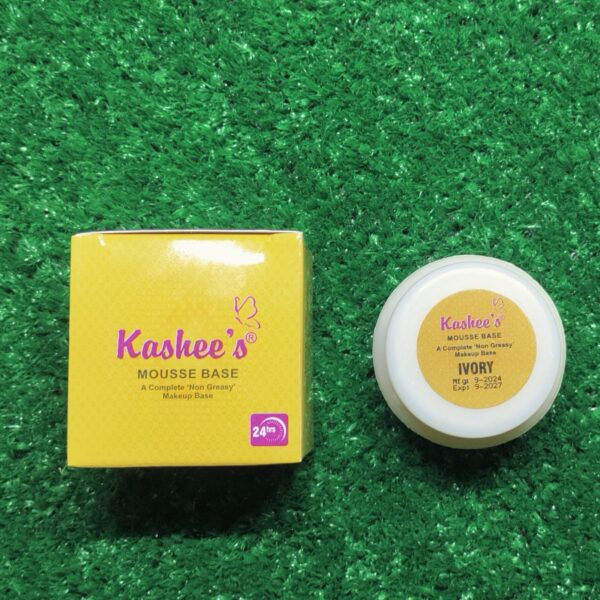 Kashee's®
MOUSSE BASE
A Complete 'Non Greasy'
Makeup Base
24hrs
Kashee's®
MOUSSE BASE
A Complete 'Non Greasy'
Makeup Base
IVORY
Mfg: 9-2024
Exp: 9-2027